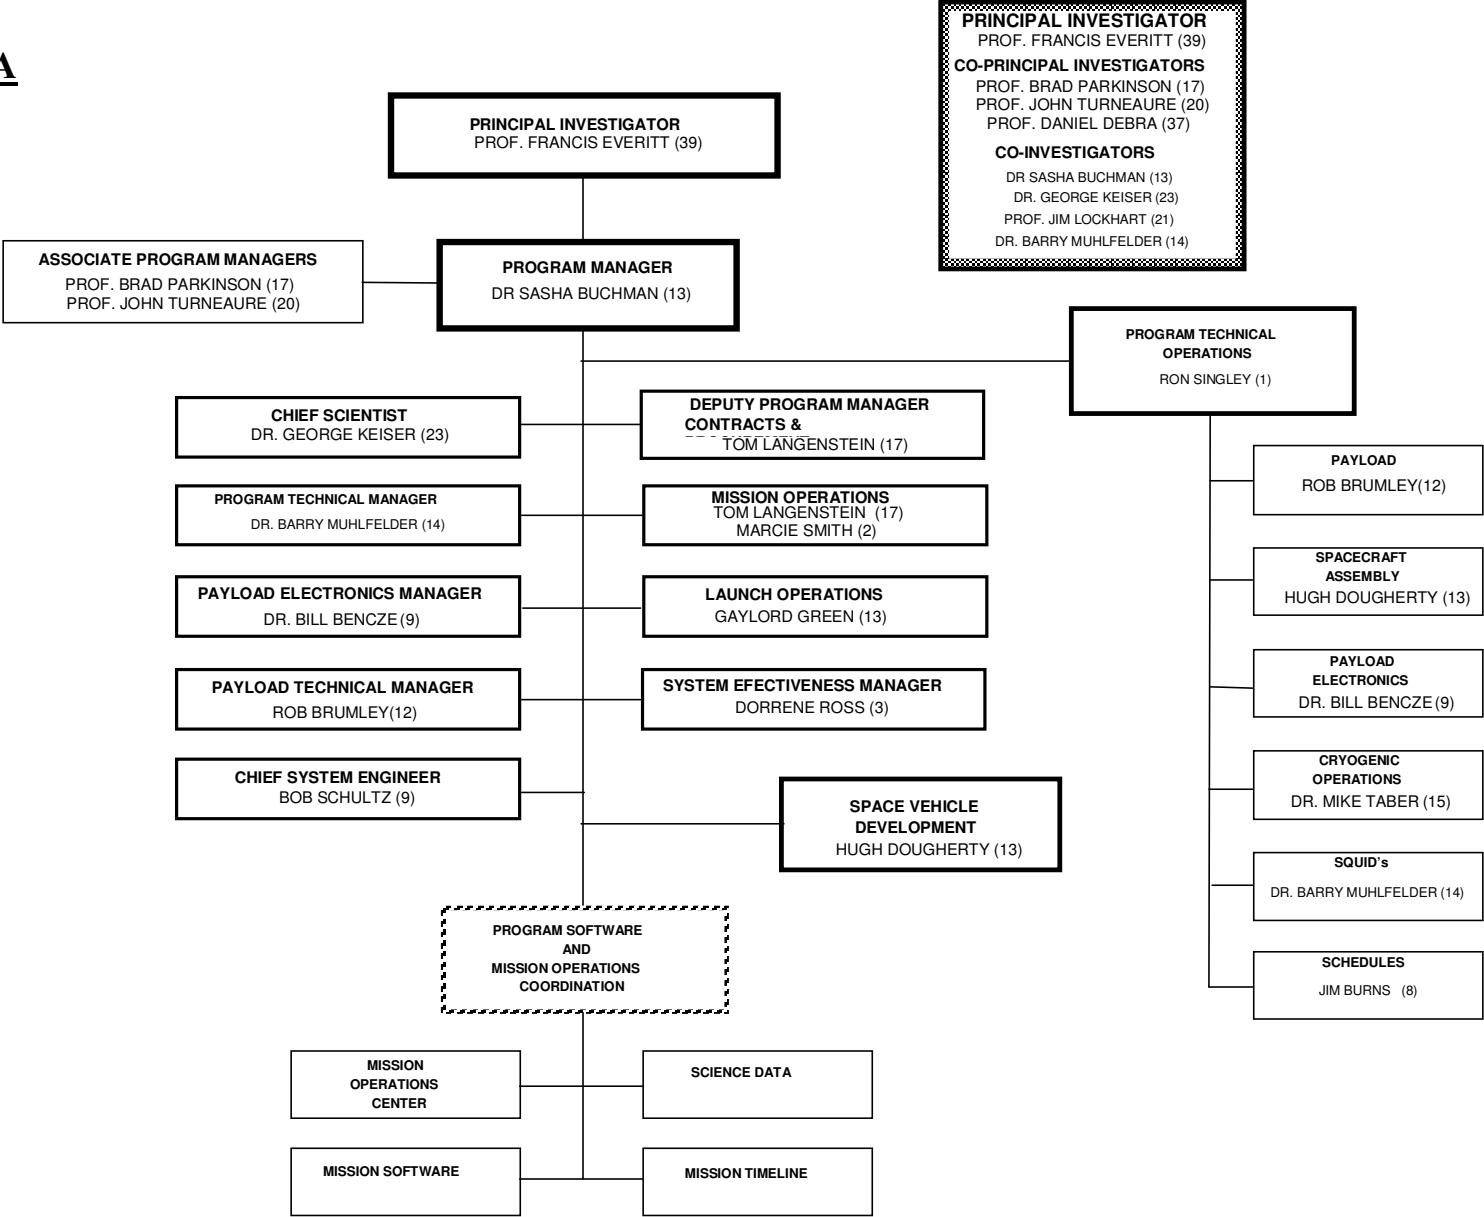 A
PRINCIPAL INVESTIGATOR
PROF. FRANCIS EVERITT (39)
CO-PRINCIPAL INVESTIGATORS
PROF. BRAD PARKINSON (17)
PROF. JOHN TURNEAURE (20)
PROF. DANIEL DEBRA (37)
CO-INVESTIGATORS
DR SASHA BUCHMAN (13)
DR. GEORGE KEISER (23)
PROF. JIM LOCKHART (21)
DR. BARRY MUHLFELDER (14)
PRINCIPAL INVESTIGATOR
PROF. FRANCIS EVERITT (39)
ASSOCIATE PROGRAM MANAGERS
PROF. BRAD PARKINSON (17)
PROF. JOHN TURNEAURE (20)
PROGRAM MANAGER
DR SASHA BUCHMAN (13)
PROGRAM TECHNICAL
OPERATIONS
RON SINGLEY (1)
CHIEF SCIENTIST
DR. GEORGE KEISER (23)
DEPUTY PROGRAM MANAGER
CONTRACTS &
TOM LANGENSTEIN (17)
PROGRAM TECHNICAL MANAGER
DR. BARRY MUHLFELDER (14)
MISSION OPERATIONS
TOM LANGENSTEIN (17)
MARCIE SMITH (2)
PAYLOAD ELECTRONICS MANAGER
DR. BILL BENCZE (9)
LAUNCH OPERATIONS
GAYLORD GREEN (13)
PAYLOAD TECHNICAL MANAGER
ROB BRUMLEY(12)
SYSTEM EFECTIVENESS MANAGER
DORRENE ROSS (3)
CHIEF SYSTEM ENGINEER
BOB SCHULTZ (9)
SPACE VEHICLE
DEVELOPMENT
HUGH DOUGHERTY (13)
PAYLOAD
ROB BRUMLEY(12)
SPACECRAFT
ASSEMBLY
HUGH DOUGHERTY (13)
PAYLOAD
ELECTRONICS
DR. BILL BENCZE (9)
CRYOGENIC
OPERATIONS
DR. MIKE TABER (15)
SQUID's
DR. BARRY MUHLFELDER (14)
SCHEDULES
JIM BURNS (8)
PROGRAM SOFTWARE
AND
MISSION OPERATIONS
COORDINATION
MISSION
OPERATIONS
CENTER
SCIENCE DATA
MISSION SOFTWARE
MISSION TIMELINE